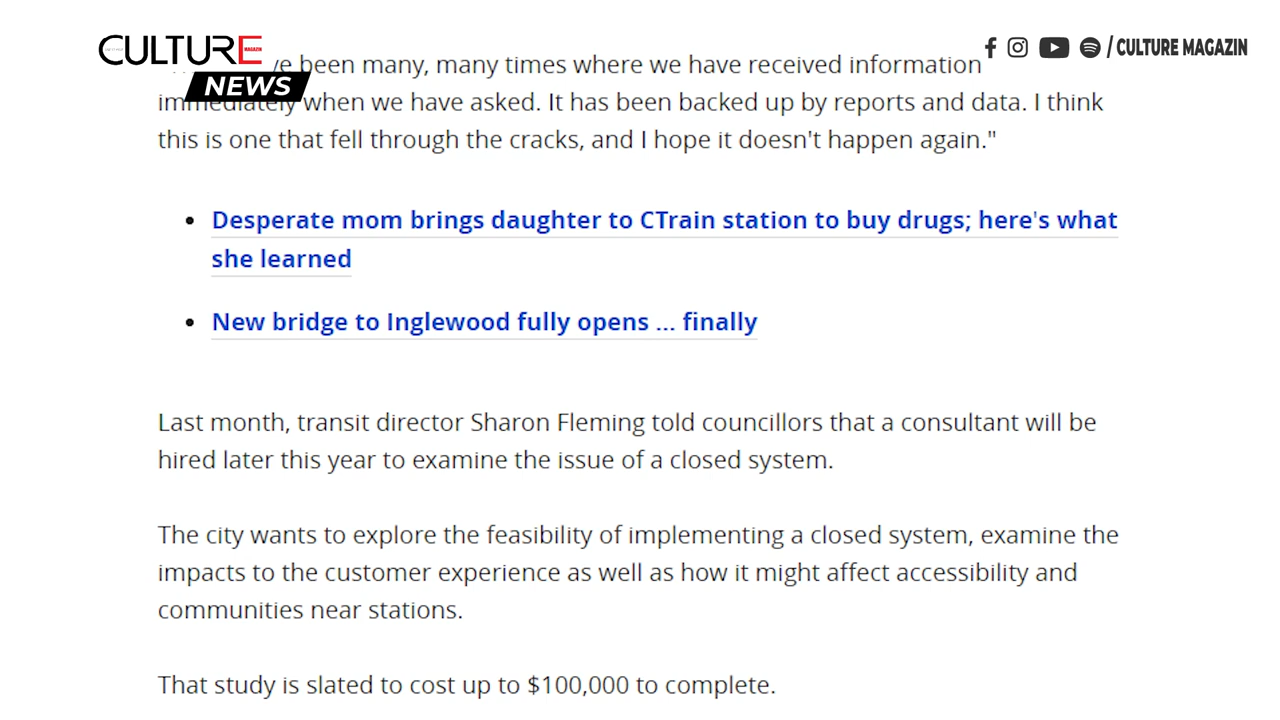 CULTURE
MAGAZIN
NEWS
/ CULTURE MAGAZIN
been many, many times where we have received information
immediately when we have asked. It has been backed up by reports and data. I think
this is one that fell through the cracks, and I hope it doesn't happen again."
Desperate mom brings daughter to CTrain station to buy drugs; here's what
she learned
New bridge to Inglewood fully opens ... finally
Last month, transit director Sharon Fleming told councillors that a consultant will be
hired later this year to examine the issue of a closed system.
The city wants to explore the feasibility of implementing a closed system, examine the
impacts to the customer experience as well as how it might affect accessibility and
communities near stations.
That study is slated to cost up to $100,000 to complete.